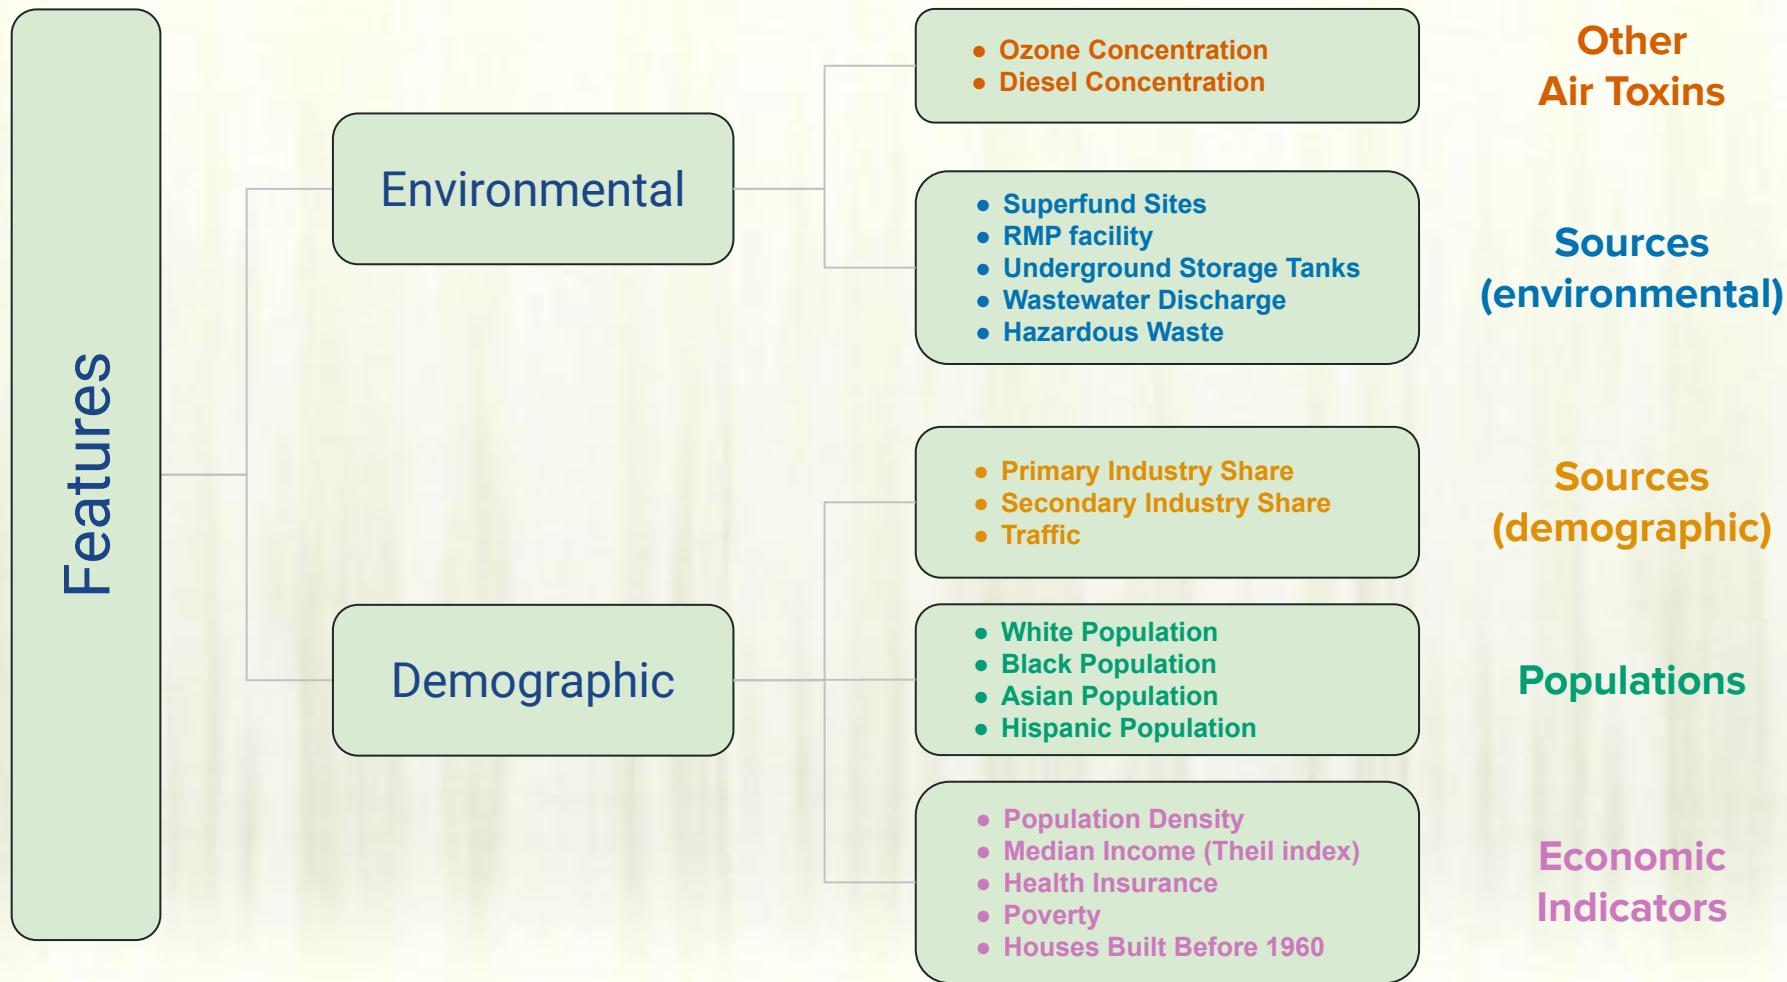 Features
Environmental
● Ozone Concentration
● Diesel Concentration
Other
Air Toxins
● Superfund Sites
● RMP facility
● Underground Storage Tanks
● Wastewater Discharge
● Hazardous Waste
Sources
(environmental)
Demographic
● Primary Industry Share
● Secondary Industry Share
● Traffic
Sources
(demographic)
● White Population
● Black Population
● Asian Population
● Hispanic Population
Populations
● Population Density
● Median Income (Theil index)
● Health Insurance
● Poverty
● Houses Built Before 1960
Economic
Indicators